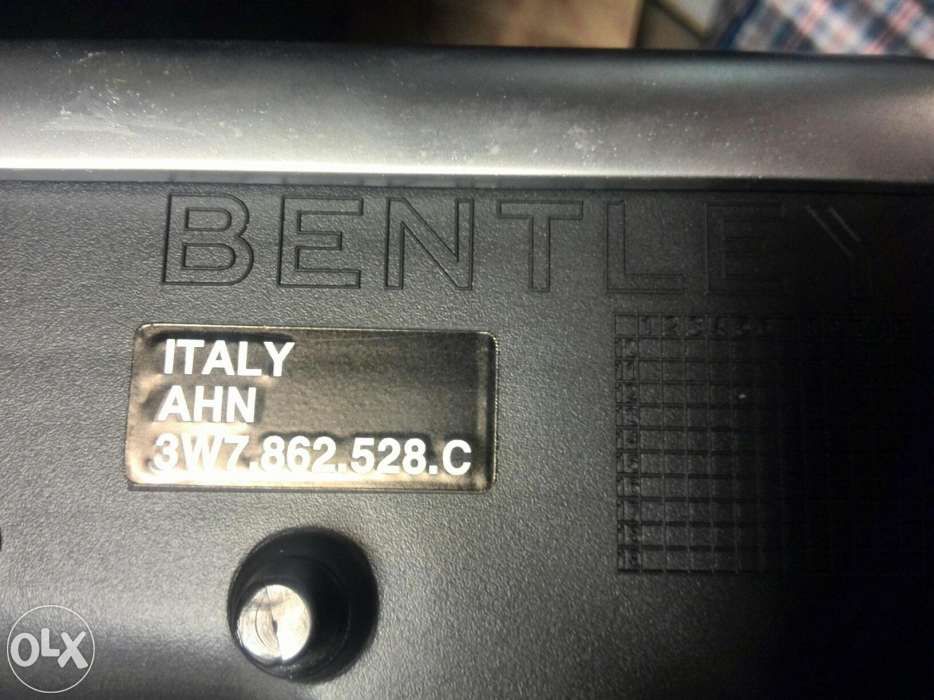 BENTLEY
ITALY
AHN
3W7.862.528.C
OLX